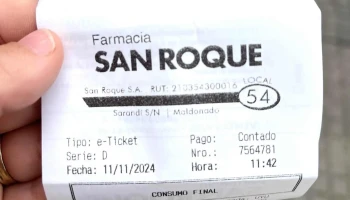 Farmacia
SAN ROQUE
San Roque S.A. RUT: 210334300016 LOCAL
54
Sarandí S/N | Maldonado
Tipo: e-Ticket Pago: Contado
Serie: D Nro.: 7564781
Fecha: 11/11/2024 Hora: 11:42
CONSUMO FINAL